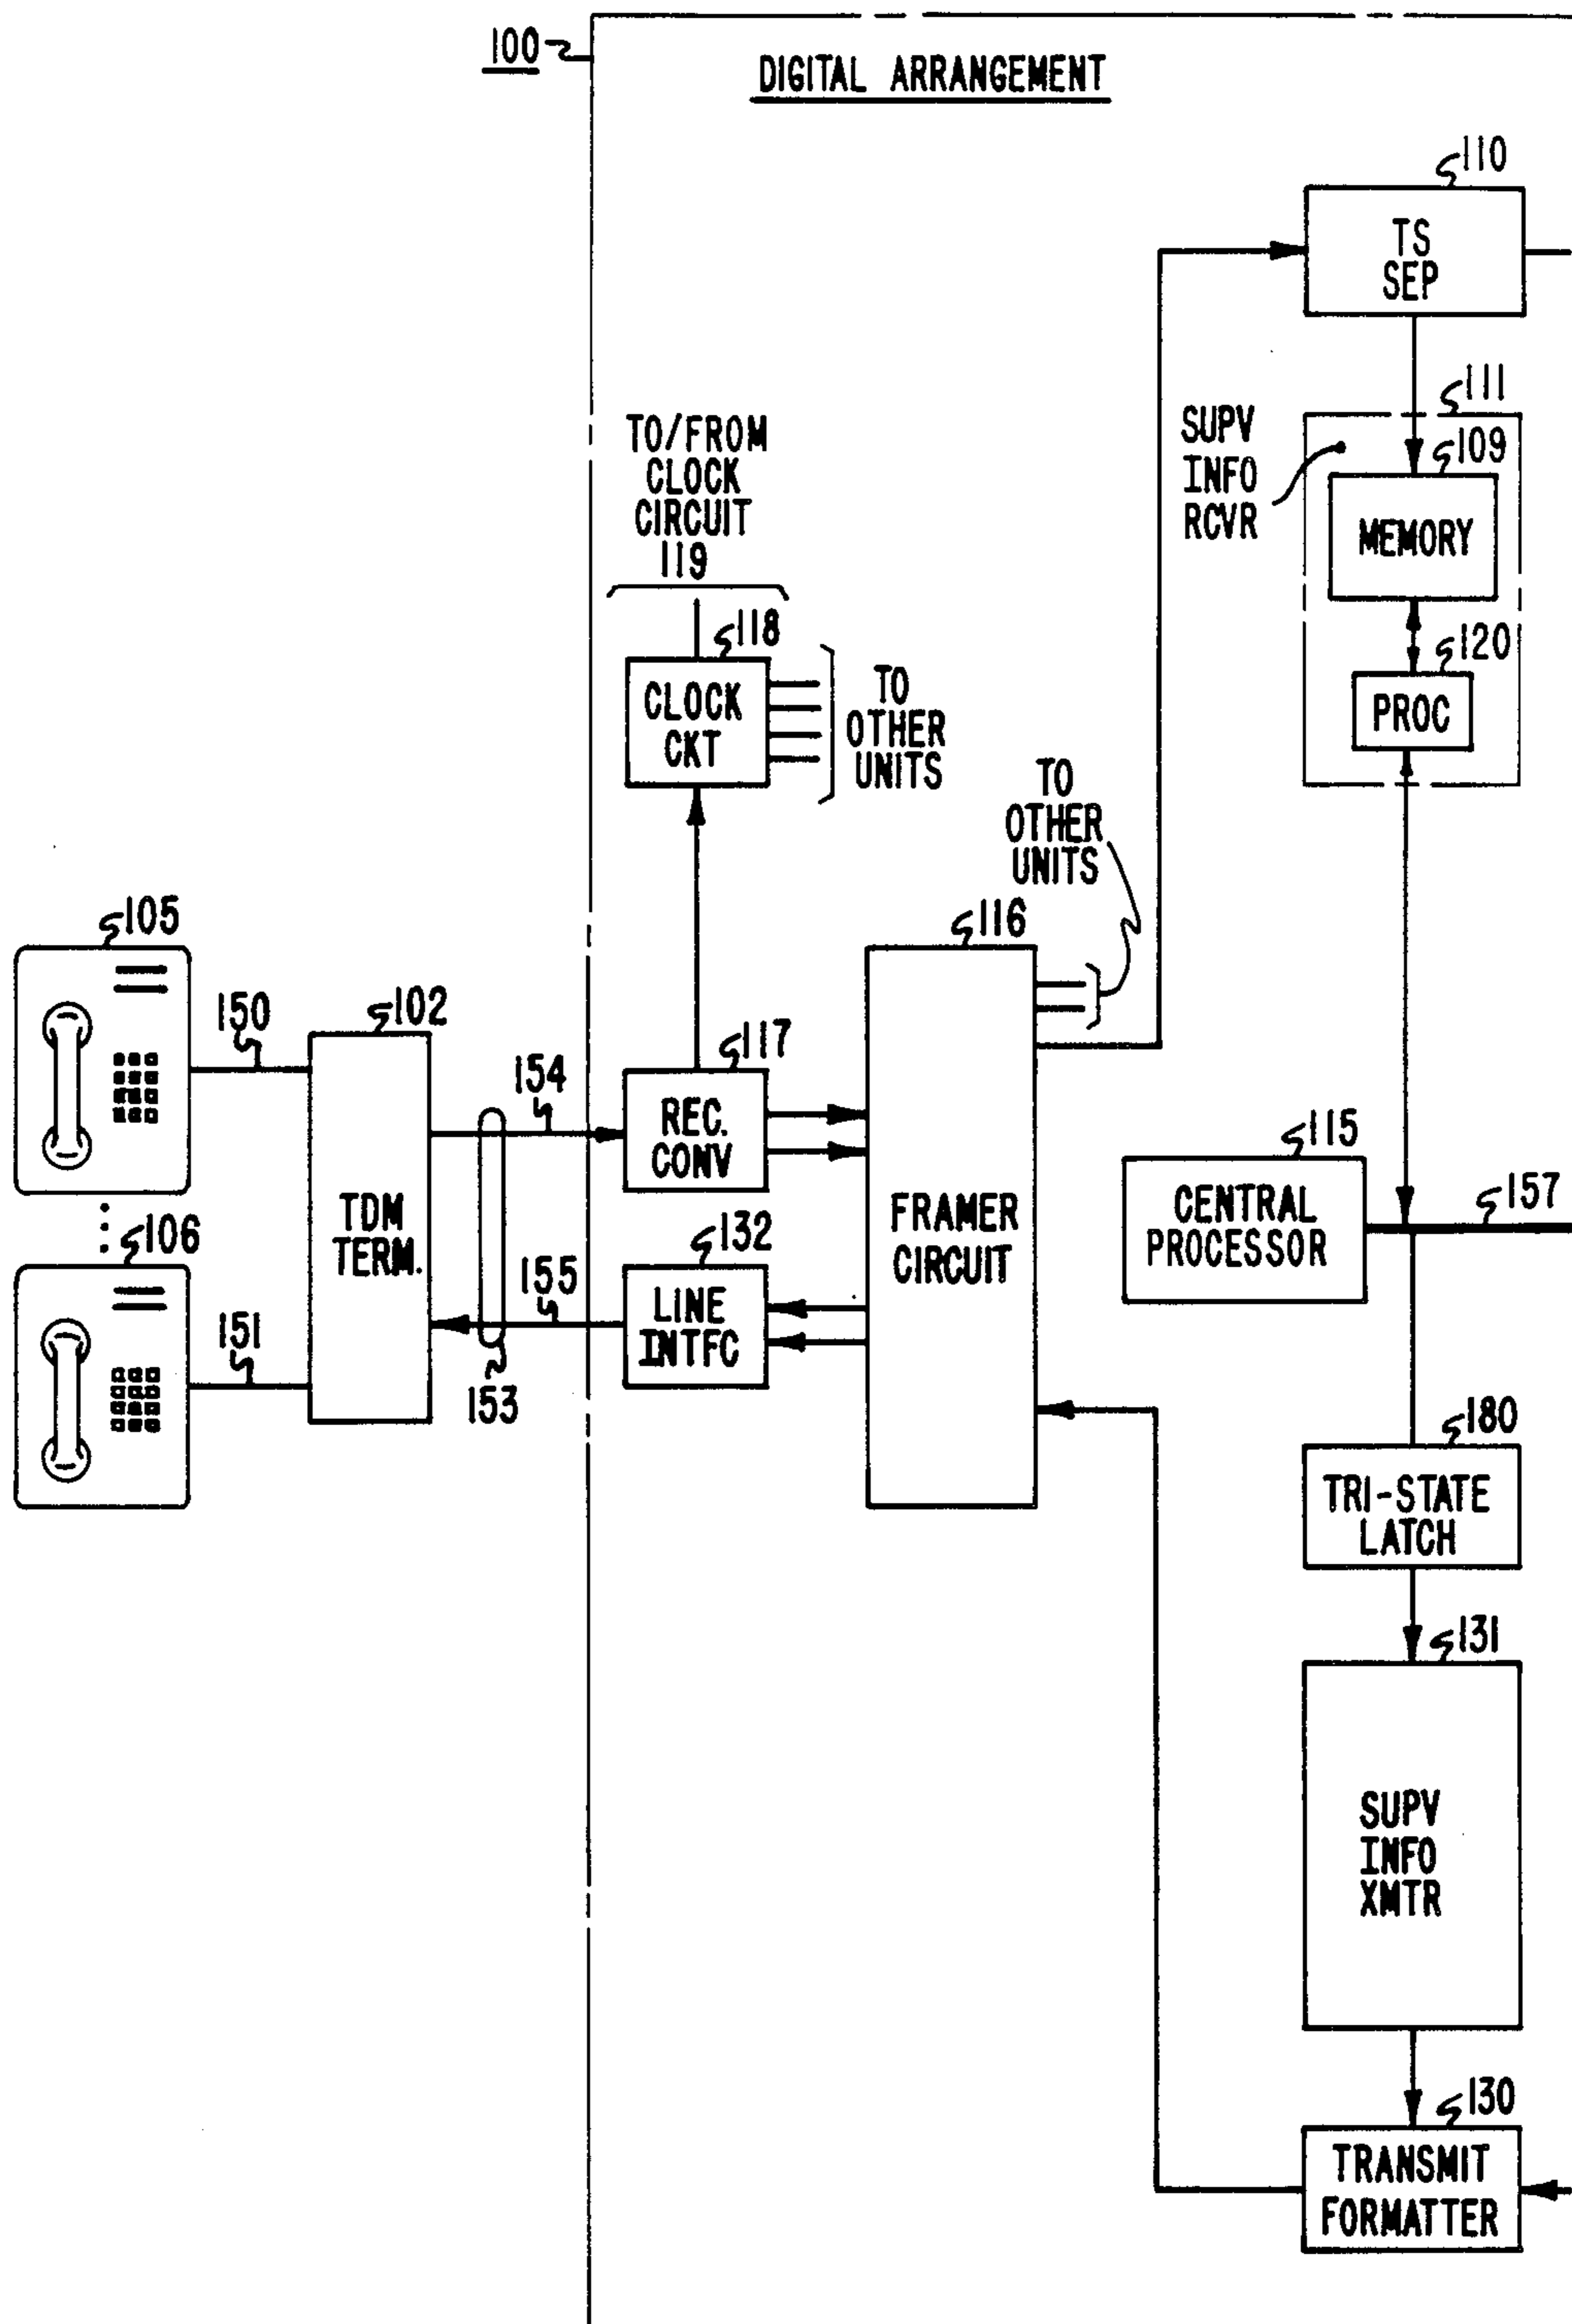 100
DIGITAL ARRANGEMENT
110
TS
SEP
111
SUPV
INFO
RCVR
109
MEMORY
120
PROC
TO/FROM
CLOCK
CIRCUIT
119
118
CLOCK
CKT
TO
OTHER
UNITS
TO
OTHER
UNITS
105
150
102
154
117
REC.
CONV
116
FRAMER
CIRCUIT
115
CENTRAL
PROCESSOR
157
TDM
TERM.
106
151
155
153
132
LINE
INTFC
180
TRI-STATE
LATCH
131
SUPV
INFO
XMTR
130
TRANSMIT
FORMATTER